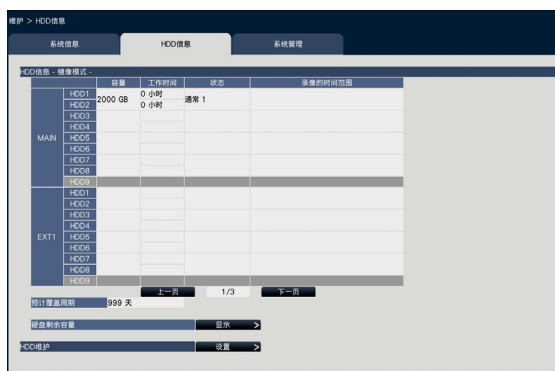 维护 > HDD信息
系统信息 HDD信息 系统管理
HDD信息 - 镜像模式 -
容量 工作时间 状态 录像的时间范围
MAIN
HDD1 2000 GB 0 小时 通常 1
HDD2 0 小时
HDD3
HDD4
HDD5
HDD6
HDD7
HDD8
HDD9
EXT1
HDD1
HDD2
HDD3
HDD4
HDD5
HDD6
HDD7
HDD8
HDD9
上一页 1/3 下一页
预计覆盖周期 999 天
硬盘剩余容量 显示 >
HDD维护 设置 >